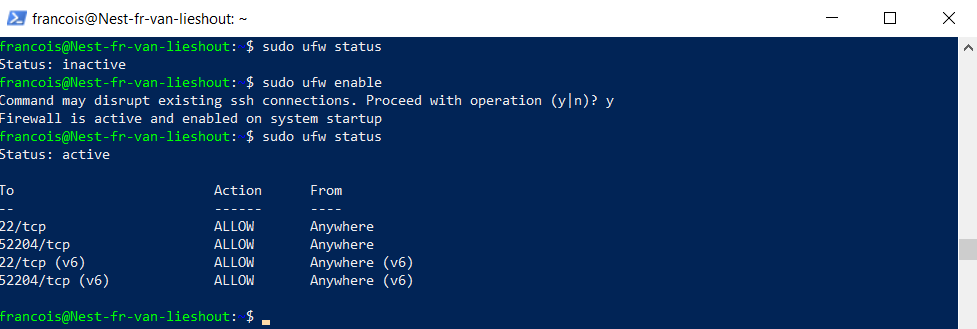 francois@Nest-fr-van-lieshout: ~
francois@Nest-fr-van-lieshout: $ sudo ufw status
Status: inactive
francois@Nest-fr-van-lieshout: $ sudo ufw enable
Command may disrupt existing ssh connections. Proceed with operation (y|n)? y
Firewall is active and enabled on system startup
francois@Nest-fr-van-lieshout: $ sudo ufw status
Status: active
To Action From
-- ------ ----
22/tcp ALLOW Anywhere
52204/tcp ALLOW Anywhere
22/tcp (v6) ALLOW Anywhere (v6)
52204/tcp (v6) ALLOW Anywhere (v6)
francois@Nest-fr-van-lieshout: $